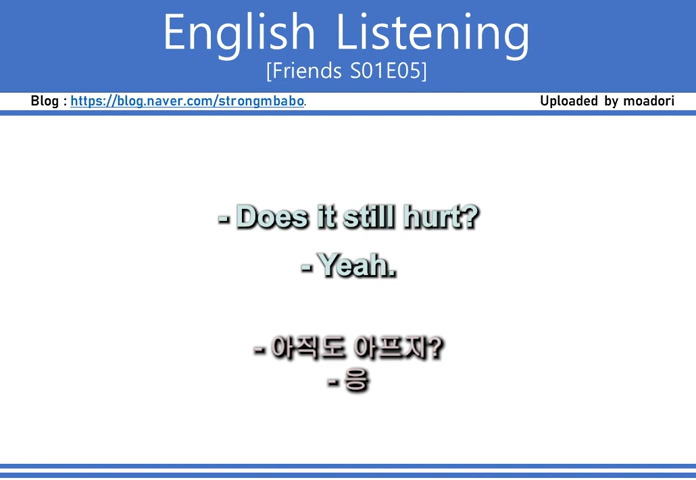 English Listening
[Friends S01E05]
Blog : https://blog.naver.com/strongmbabo. Uploaded by moadori
- Does it still hurt?
- Yeah.
- 아직도 아프지?
- 응